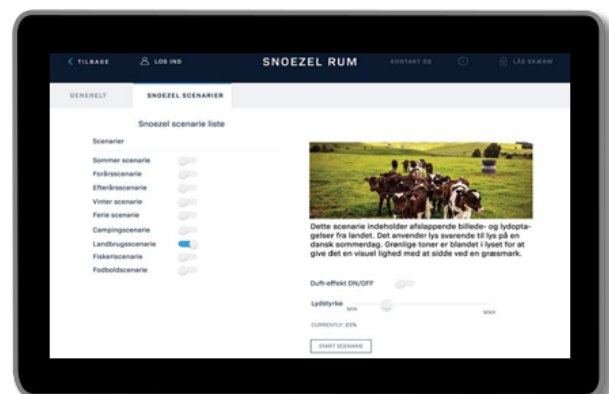 TILBAGE
LOG IND
SNOEZEL RUM
KONTAKT OS
LÅS SKÆRM
GENERELT
SNOEZEL SCENARIER
Snoezel scenarie liste
Scenarier
Sommer scenarie
Forårsscenarie
Efterårsscenarie
Vinter scenarie
Ferie scenarie
Campingscenarie
Landbrugsscenarie
Fiskeriscenarie
Fodboldscenarie
Dette scenarie indeholder afslappende billede- og lydopta-
gelser fra landet. Det anvender lys svarende til lys på en
dansk sommerdag. Grønlige toner er blandet i lyset for at
give det en visuel lighed med at sidde ved en græsmark.
Duft-effekt ON/OFF
Lydstyrke
MIN
MAX
CURRENTLY: 25%
START SCENARIE